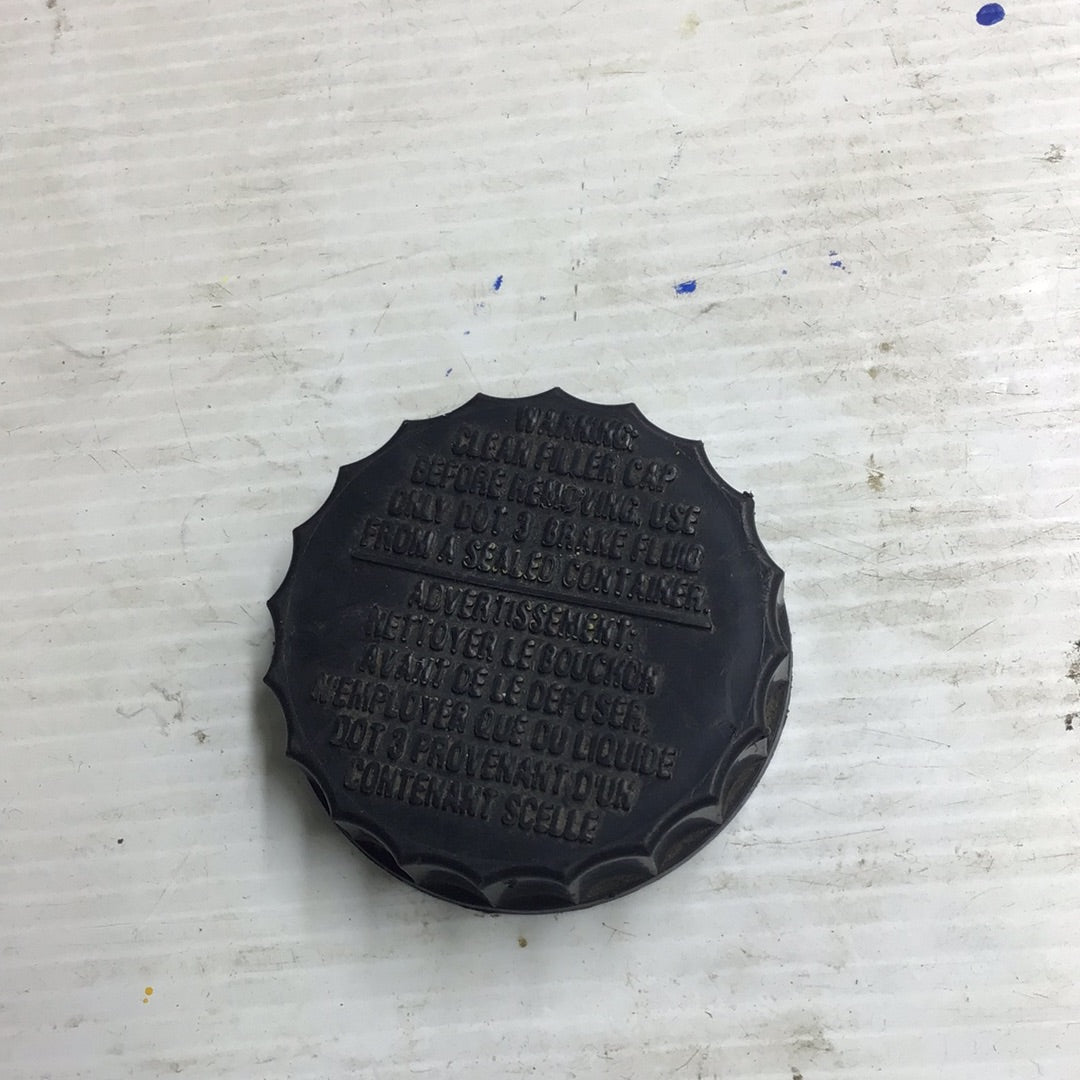 WARNING:
CLEAN FILLER CAP
BEFORE REMOVING. USE
ONLY DOT 3 BRAKE FLUID
FROM A SEALED CONTAINER.
ADVERTISSEMENT:
NETTOYER LE BOUCHON
AVANT DE LE DEPOSER.
N'EMPLOYER QUE DU LIQUIDE
DOT 3 PROVENANT D'UN
CONTENANT SCELLE